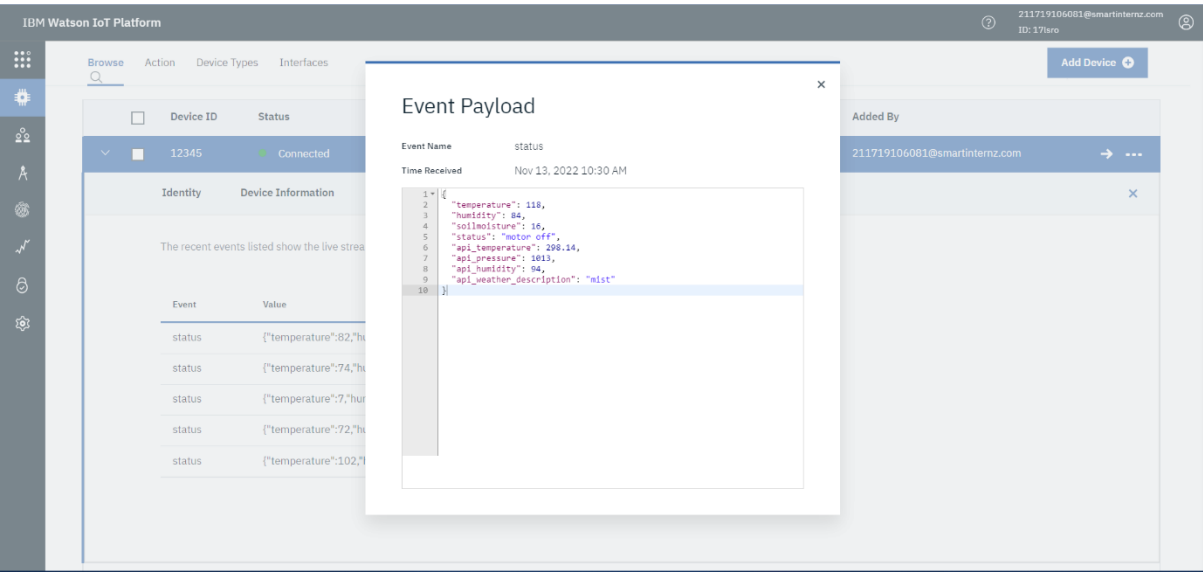 IBM Watson IoT Platform
211719106081@smartinternz.com
ID: 17lsro
Browse Action Device Types Interfaces
Add Device
Device ID Status Added By
12345 Connected 211719106081@smartinternz.com
Identity Device Information
The recent events listed show the live strea
Event Value
status {"temperature":82,"hu
status {"temperature":74,"hu
status {"temperature":7,"hur
status {"temperature":72,"hu
status {"temperature":102,"h
Event Payload
Event Name status
Time Received Nov 13, 2022 10:30 AM
1 {
2 "temperature": 118,
3 "humidity": 84,
4 "soilmoisture": 16,
5 "status": "motor off",
6 "api_temperature": 298.14,
7 "api_pressure": 1013,
8 "api_humidity": 94,
9 "api_weather_description": "mist"
10 }